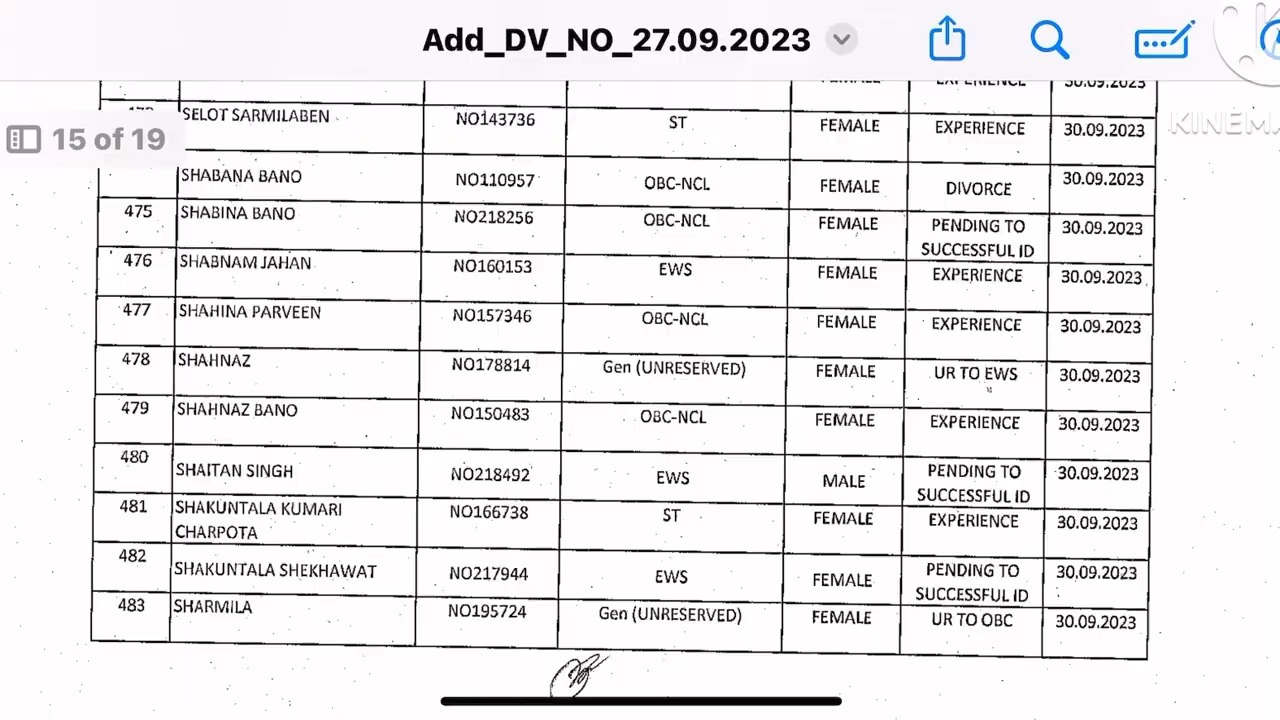 Add_DV_NO_27.09.2023
15 of 19
KINEMA
FEMALE EXPERIENCE 30.09.2023
SELOT SARMILABEN NO143736 ST FEMALE EXPERIENCE 30.09.2023
SHABANA BANO NO110957 OBC-NCL FEMALE DIVORCE 30.09.2023
475 SHABINA BANO NO218256 OBC-NCL FEMALE PENDING TO 30.09.2023
SUCCESSFUL ID
476 SHABNAM JAHAN NO160153 EWS FEMALE EXPERIENCE 30.09.2023
477 SHAHINA PARVEEN NO157346 OBC-NCL FEMALE EXPERIENCE 30.09.2023
478 SHAHNAZ NO178814 Gen (UNRESERVED) FEMALE UR TO EWS 30.09.2023
479 SHAHNAZ BANO NO150483 OBC-NCL FEMALE EXPERIENCE 30.09.2023
480 SHAITAN SINGH NO218492 EWS MALE PENDING TO 30.09.2023
SUCCESSFUL ID
481 SHAKUNTALA KUMARI NO166738 ST FEMALE EXPERIENCE 30.09.2023
CHARPOTA
482 SHAKUNTALA SHEKHAWAT NO217944 EWS FEMALE PENDING TO 30.09.2023
SUCCESSFUL ID
483 SHARMILA NO195724 Gen (UNRESERVED) FEMALE UR TO OBC 30.09.2023